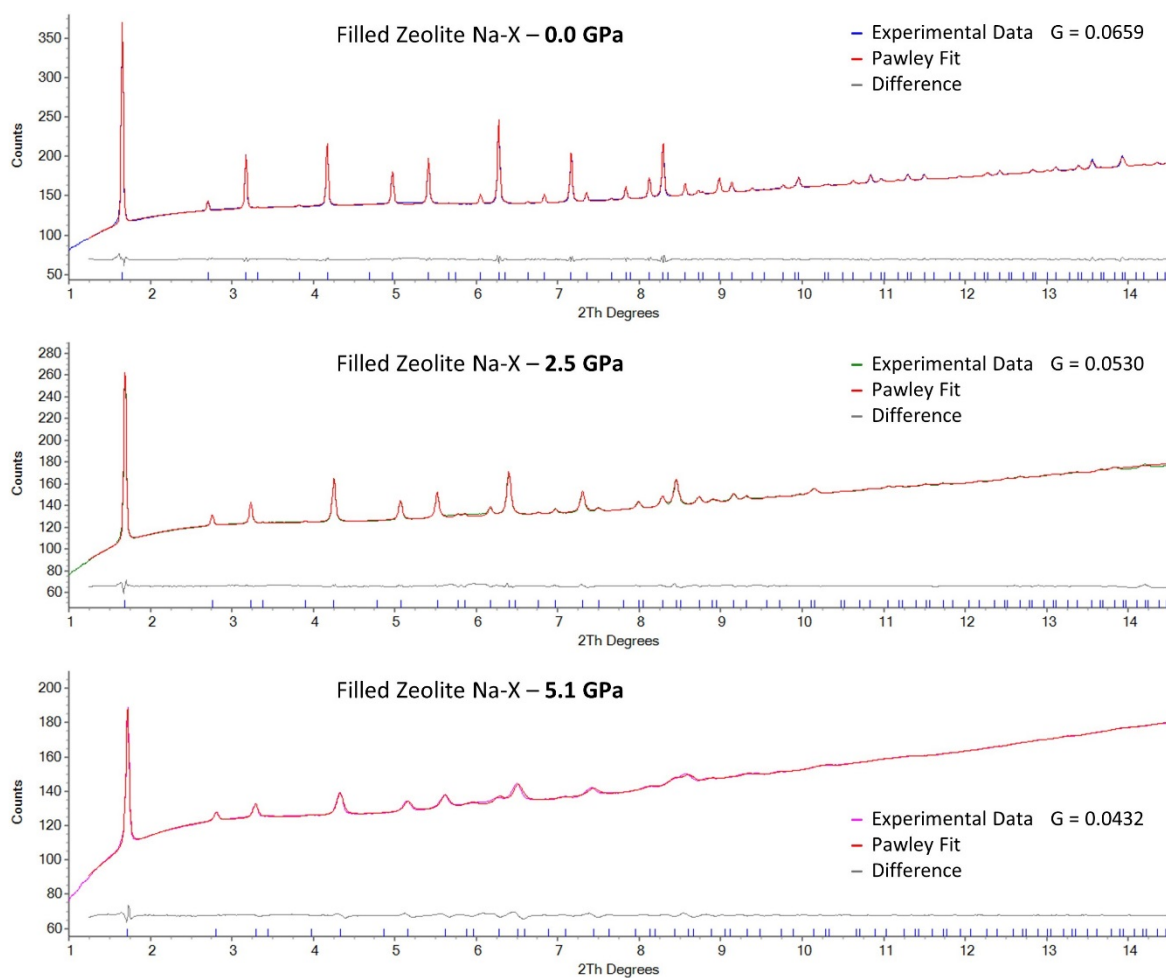 Filled Zeolite Na-X – 0.0 GPa
Experimental Data G = 0.0659
Pawley Fit
Difference
Counts
350
300
250
200
150
100
50
1 2 3 4 5 6 7 8 9 10 11 12 13 14
2Th Degrees
Filled Zeolite Na-X – 2.5 GPa
Experimental Data G = 0.0530
Pawley Fit
Difference
Counts
280
260
240
220
200
180
160
140
120
100
80
60
1 2 3 4 5 6 7 8 9 10 11 12 13 14
2Th Degrees
Filled Zeolite Na-X – 5.1 GPa
Experimental Data G = 0.0432
Pawley Fit
Difference
Counts
200
180
160
140
120
100
80
60
1 2 3 4 5 6 7 8 9 10 11 12 13 14
2Th Degrees